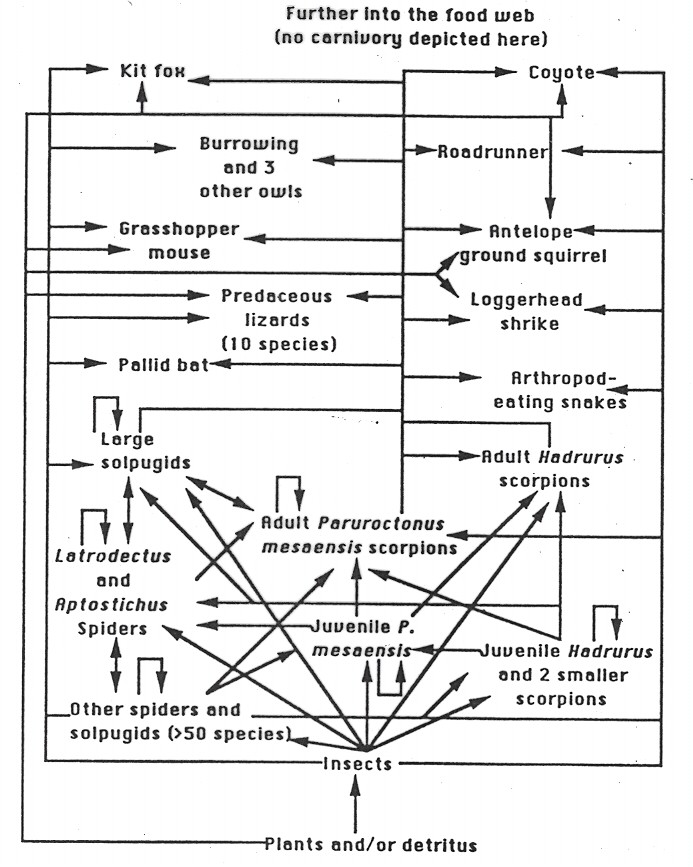 Further into the food web
(no carnivory depicted here)
Kit fox
Coyote
Burrowing
and 3
other owls
Roadrunner
Grasshopper
mouse
Antelope
ground squirrel
Predaceous
lizards
(10 species)
Loggerhead
shrike
Pallid bat
Arthropod-
eating snakes
Large
solpugids
Adult Hadrurus
scorpions
Adult Paruroctonus
mesaensis scorpions
Latrodectus
and
Aptostichus
Spiders
Juvenile P.
mesaensis
Juvenile Hadrurus
and 2 smaller
scorpions
Other spiders and
solpugids (>50 species)
Insects
Plants and/or detritus